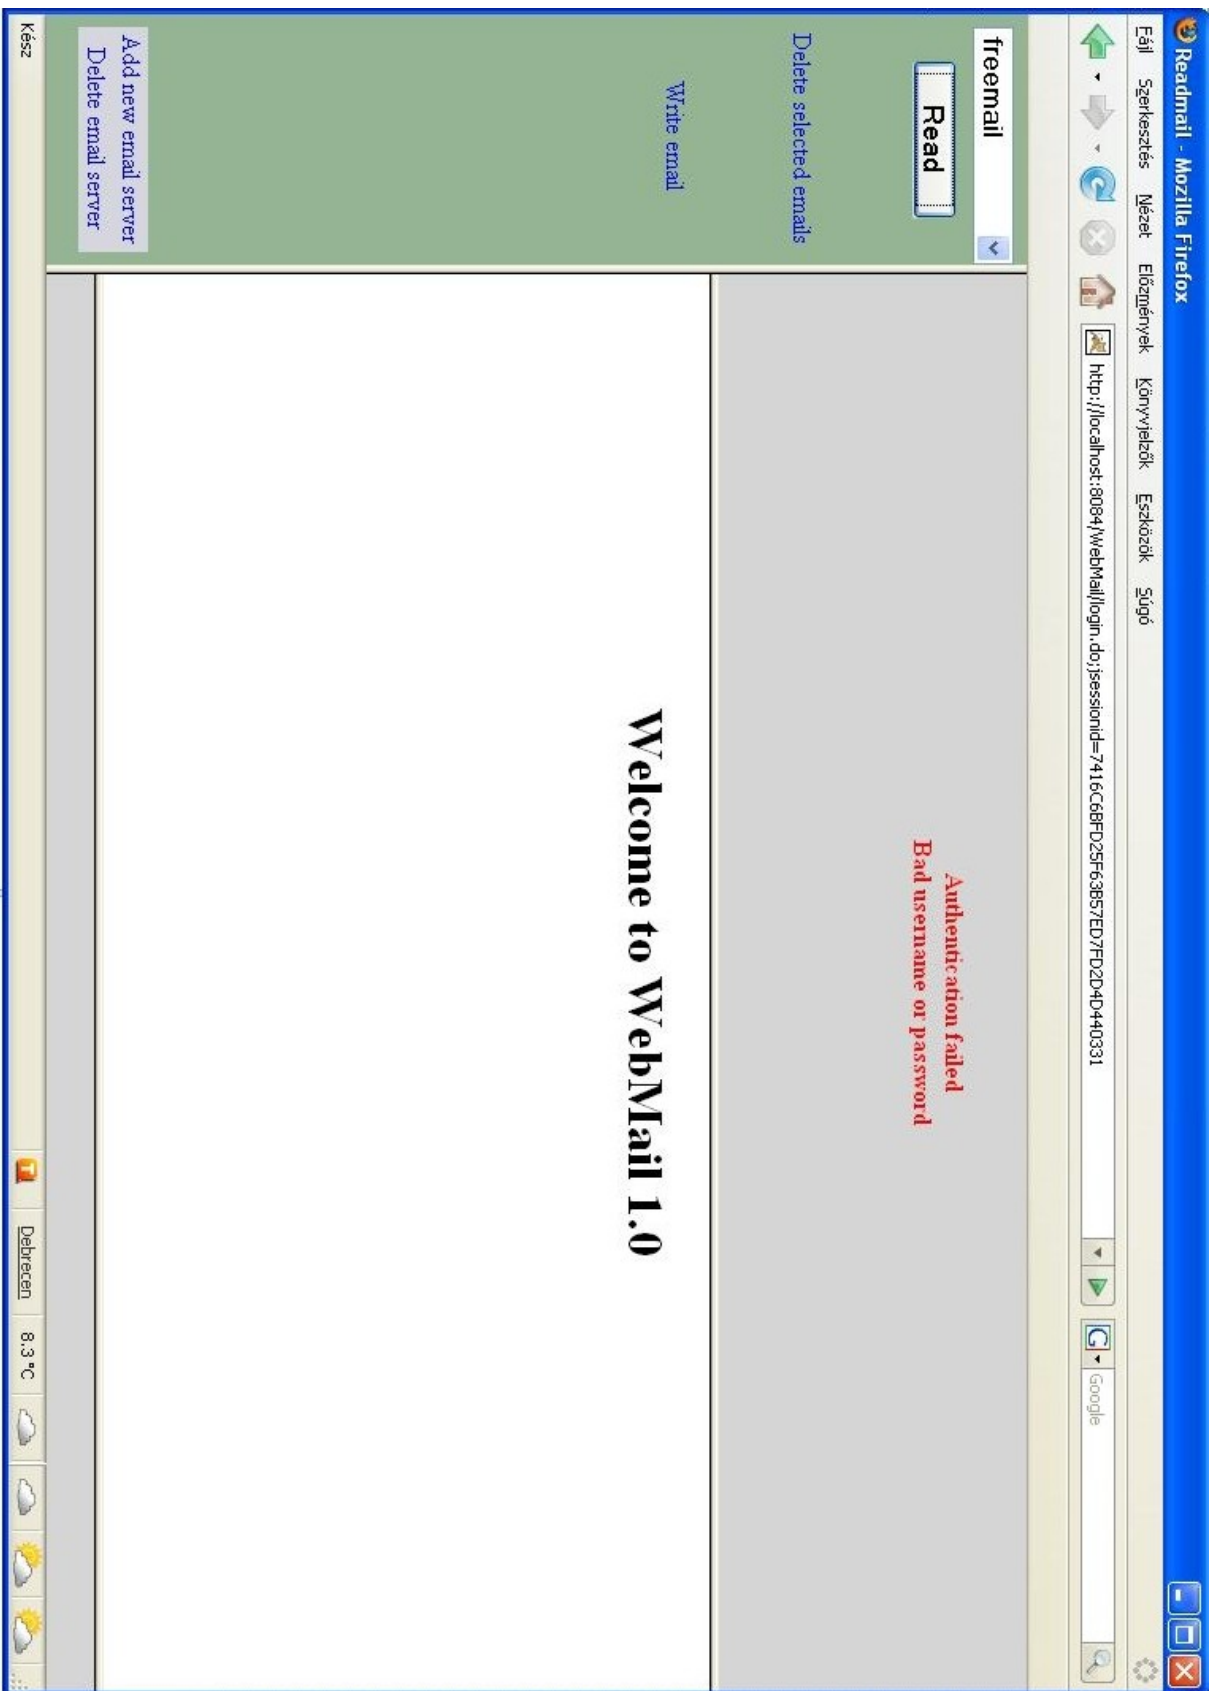 Readmail - Mozilla Firefox
Fájl Szerkesztés Nézet Előzmények Könyvjelzők Eszközök Súgó
http://localhost:8084/WebMail/login.do;jsessionid=7416C6BFD25F63B57ED7FD2D4D440331
Google
freemail
Read
Delete selected emails
Write email
Add new email server
Delete email server
Authentication failed
Bad username or password
Welcome to WebMail 1.0
Kész
Debrecen 8.3 °C